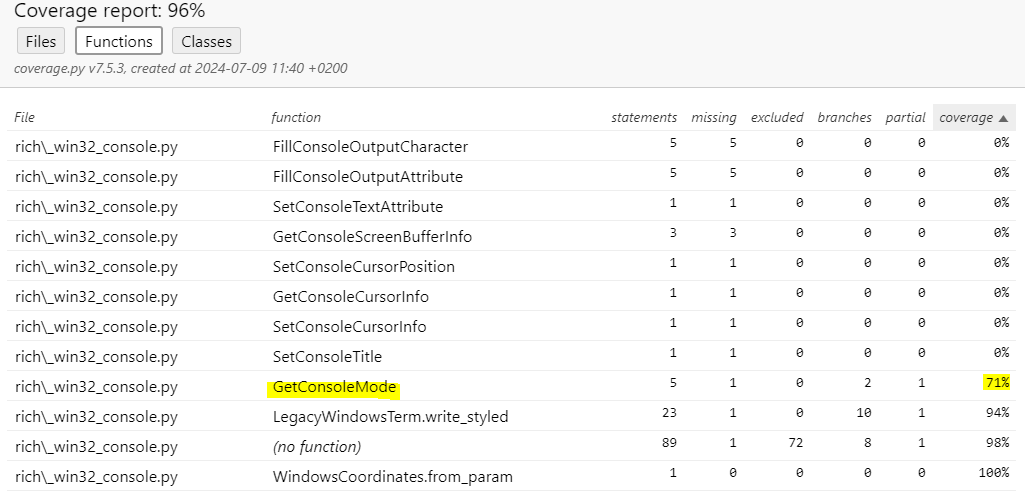 Coverage report: 96%
Files Functions Classes
coverage.py v7.5.3, created at 2024-07-09 11:40 +0200
File function statements missing excluded branches partial coverage ▲
rich\_win32_console.py FillConsoleOutputCharacter 5 5 0 0 0 0%
rich\_win32_console.py FillConsoleOutputAttribute 5 5 0 0 0 0%
rich\_win32_console.py SetConsoleTextAttribute 1 1 0 0 0 0%
rich\_win32_console.py GetConsoleScreenBufferInfo 3 3 0 0 0 0%
rich\_win32_console.py SetConsoleCursorPosition 1 1 0 0 0 0%
rich\_win32_console.py GetConsoleCursorInfo 1 1 0 0 0 0%
rich\_win32_console.py SetConsoleCursorInfo 1 1 0 0 0 0%
rich\_win32_console.py SetConsoleTitle 1 1 0 0 0 0%
rich\_win32_console.py GetConsoleMode 5 1 0 2 1 71%
rich\_win32_console.py LegacyWindowsTerm.write_styled 23 1 0 10 1 94%
rich\_win32_console.py (no function) 89 1 72 8 1 98%
rich\_win32_console.py WindowsCoordinates.from_param 1 0 0 0 0 100%